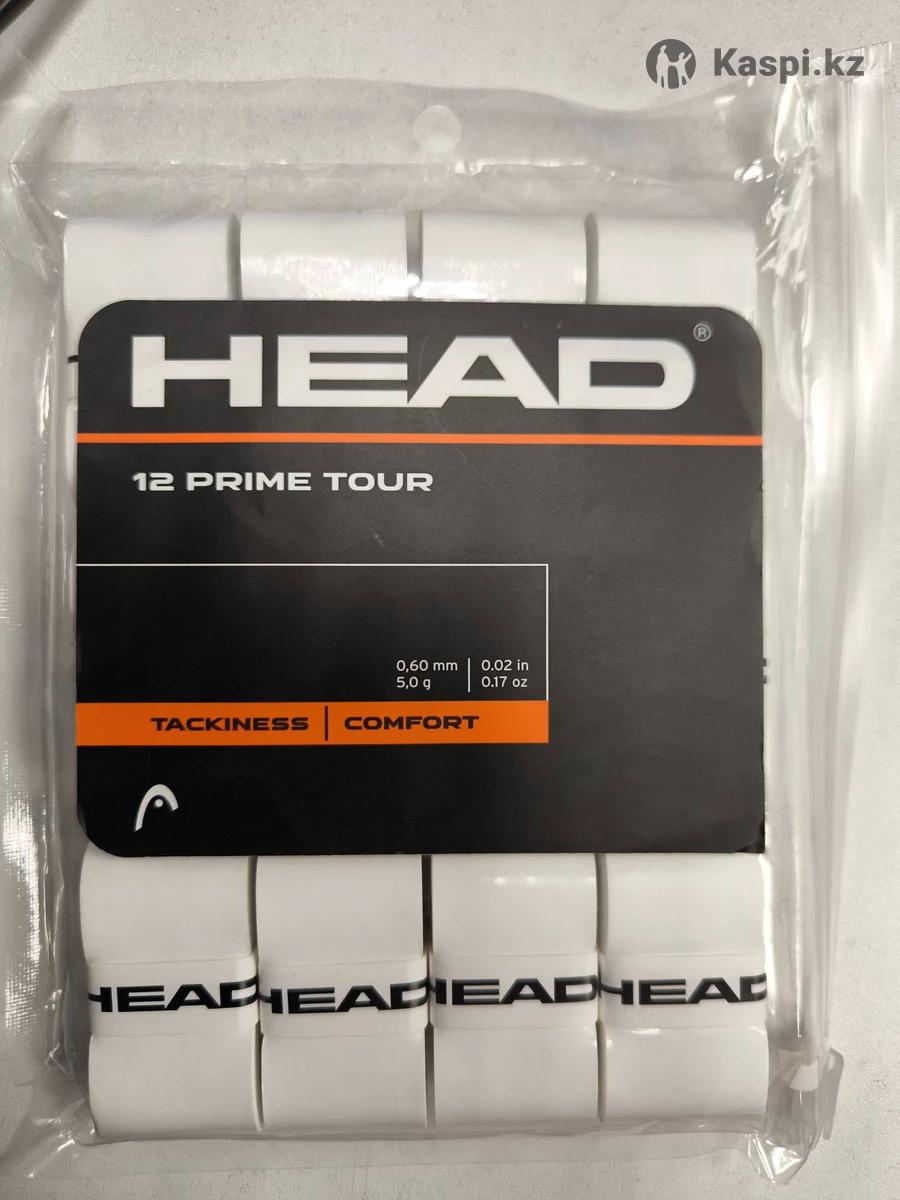 Kaspi.kz
HEAD®
12 PRIME TOUR
0,60 mm | 0.02 in
5,0 g | 0.17 oz
TACKINESS | COMFORT
HEAD HEAD HEAD HEAD